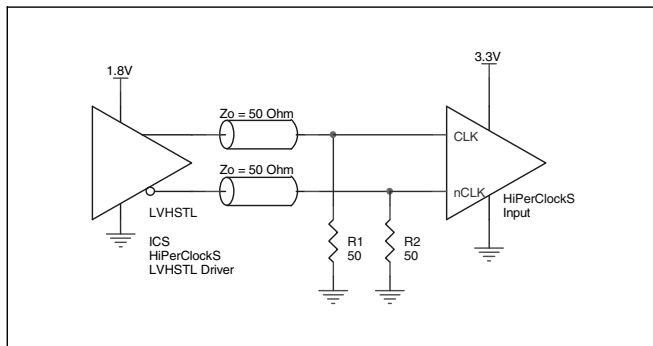 1.8V
3.3V
Zo = 50 Ohm
CLK
Zo = 50 Ohm
nCLK
HiPerClockS
Input
LVHSTL
ICS
HiPerClockS
LVHSTL Driver
R1
50
R2
50